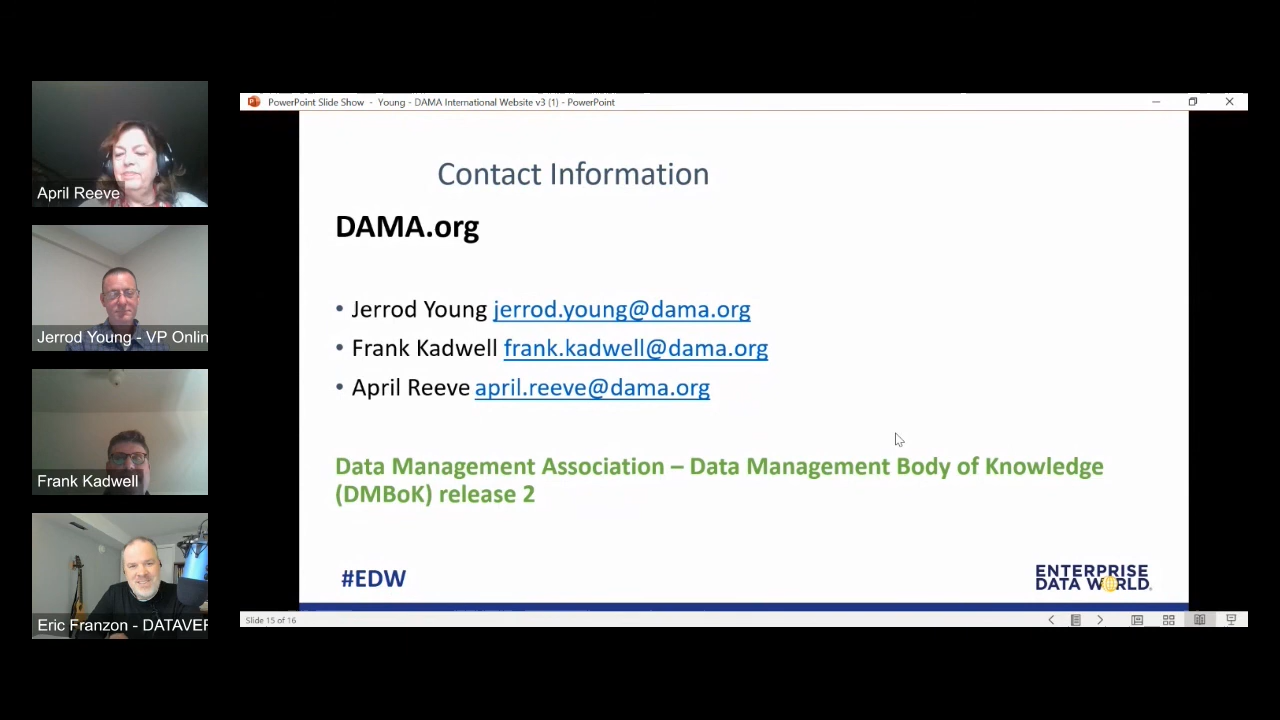 PowerPoint Slide Show - Young - DAMA International Website v3 (1) - PowerPoint
Contact Information
DAMA.org
• Jerrod Young jerrod.young@dama.org
• Frank Kadwell frank.kadwell@dama.org
• April Reeve april.reeve@dama.org
Data Management Association – Data Management Body of Knowledge
(DMBoK) release 2
#EDW
ENTERPRISE
DATA WORLD
Slide 15 of 16
April Reeve
Jerrod Young - VP Onlin
Frank Kadwell
Eric Franzon - DATAVER